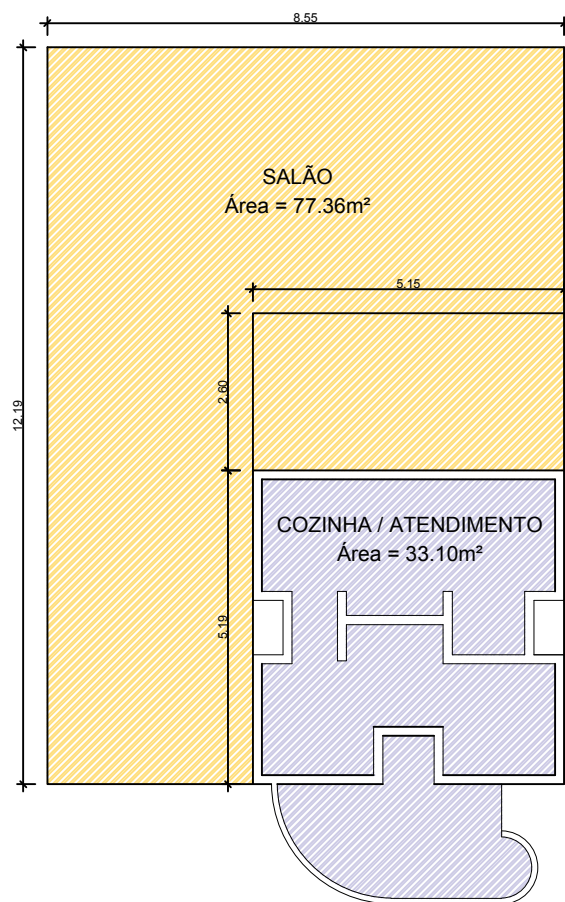 8.55
SALÃO
Área = 77.36m²
5.15
2.60
12.19
COZINHA / ATENDIMENTO
Área = 33.10m²
5.19